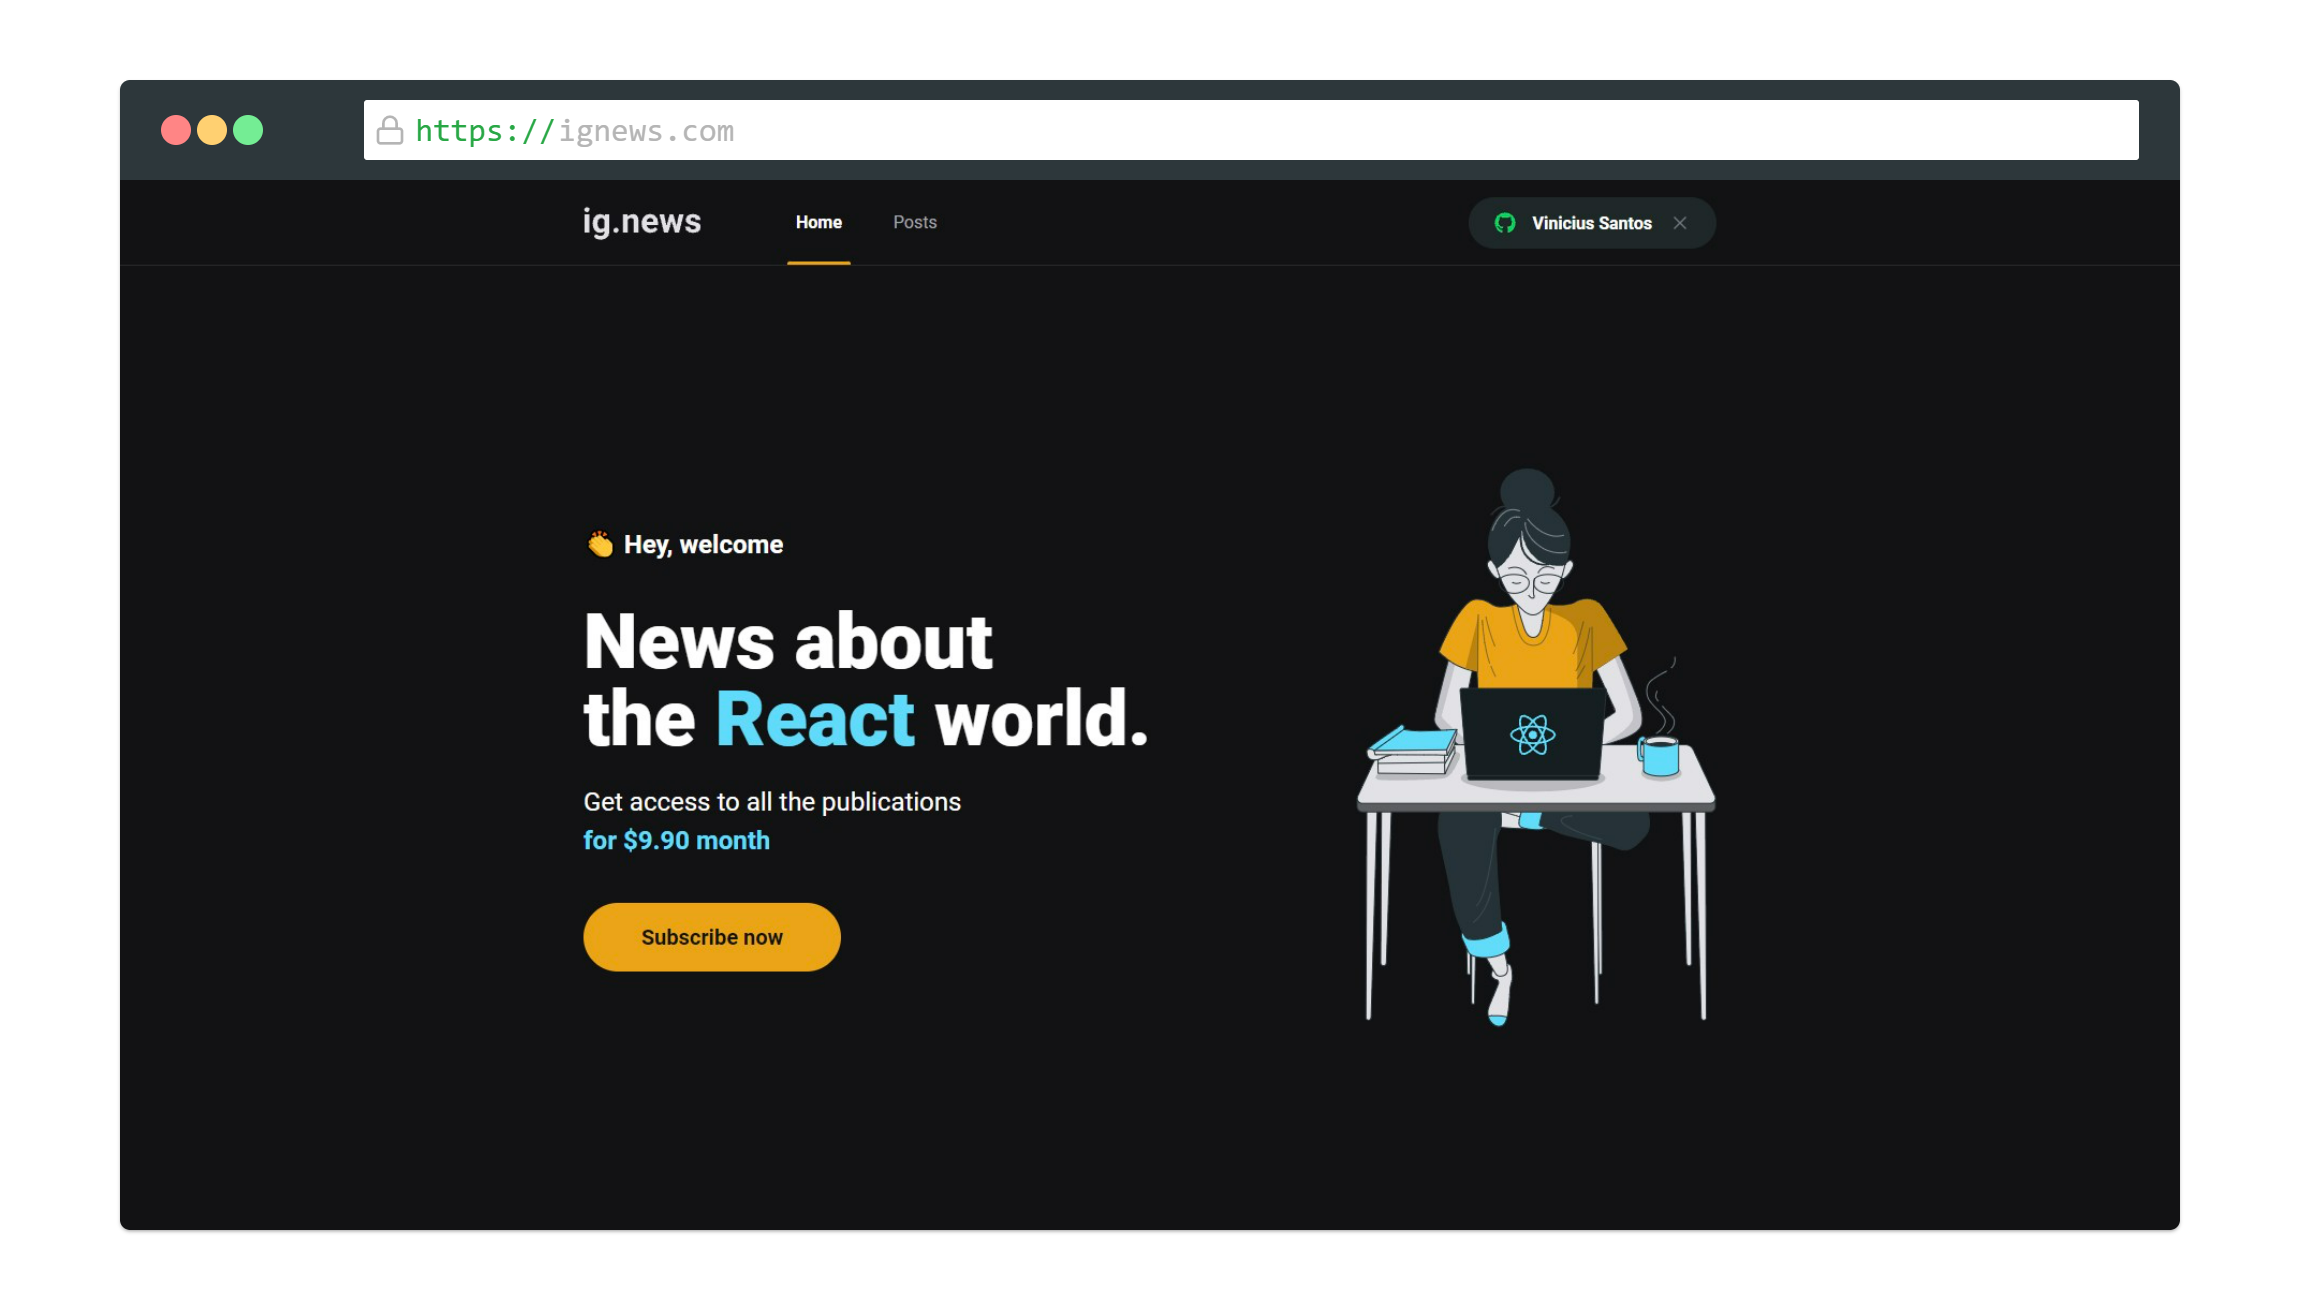 https://ignews.com
ig.news
Home
Posts
Vinicius Santos
👏 Hey, welcome
News about
the React world.
Get access to all the publications
for $9.90 month
Subscribe now